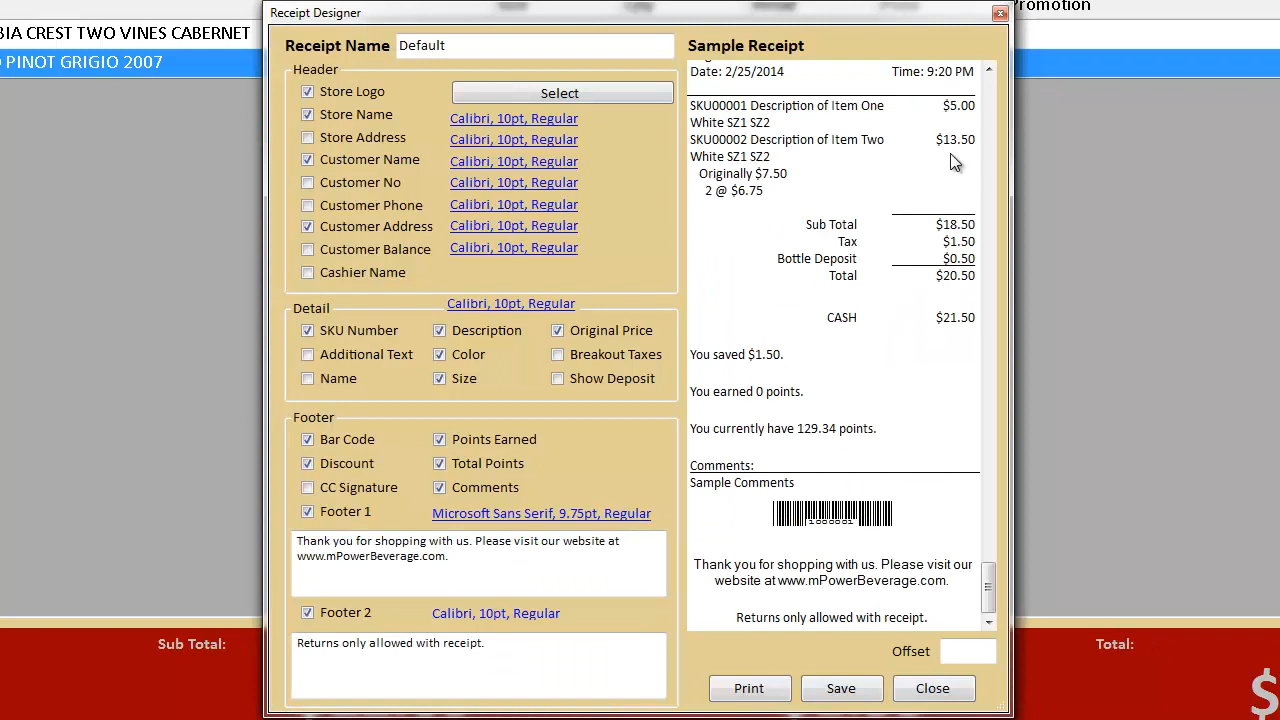 Receipt Designer
Promotion
BIA CREST TWO VINES CABERNET
PINOT GRIGIO 2007
Receipt Name Default
Header
Store Logo Select
Store Name Calibri, 10pt, Regular
Store Address Calibri, 10pt, Regular
Customer Name Calibri, 10pt, Regular
Customer No Calibri, 10pt, Regular
Customer Phone Calibri, 10pt, Regular
Customer Address Calibri, 10pt, Regular
Customer Balance Calibri, 10pt, Regular
Cashier Name
Detail Calibri, 10pt, Regular
SKU Number Description Original Price
Additional Text Color Breakout Taxes
Name Size Show Deposit
Footer
Bar Code Points Earned
Discount Total Points
CC Signature Comments
Footer 1 Microsoft Sans Serif, 9.75pt, Regular
Thank you for shopping with us. Please visit our website at
www.mPowerBeverage.com.
Footer 2 Calibri, 10pt, Regular
Returns only allowed with receipt.
Sample Receipt
Date: 2/25/2014 Time: 9:20 PM
SKU00001 Description of Item One $5.00
White SZ1 SZ2
SKU00002 Description of Item Two $13.50
White SZ1 SZ2
Originally $7.50
2 @ $6.75
Sub Total $18.50
Tax $1.50
Bottle Deposit $0.50
Total $20.50
CASH $21.50
You saved $1.50.
You earned 0 points.
You currently have 129.34 points.
Comments:
Sample Comments
1000001
Thank you for shopping with us. Please visit our
website at www.mPowerBeverage.com.
Returns only allowed with receipt.
Offset
Print Save Close
Sub Total: Total:
$